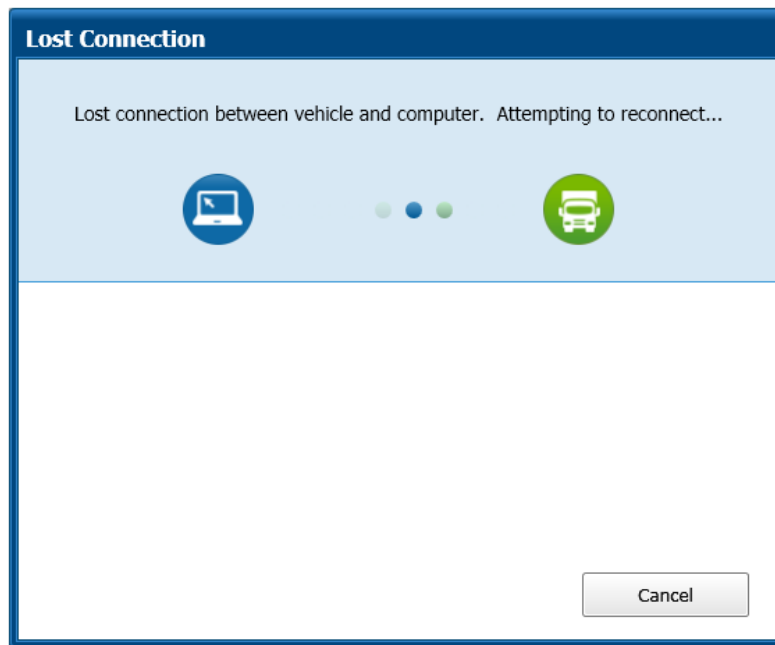 Lost Connection
Lost connection between vehicle and computer.  Attempting to reconnect...
Cancel